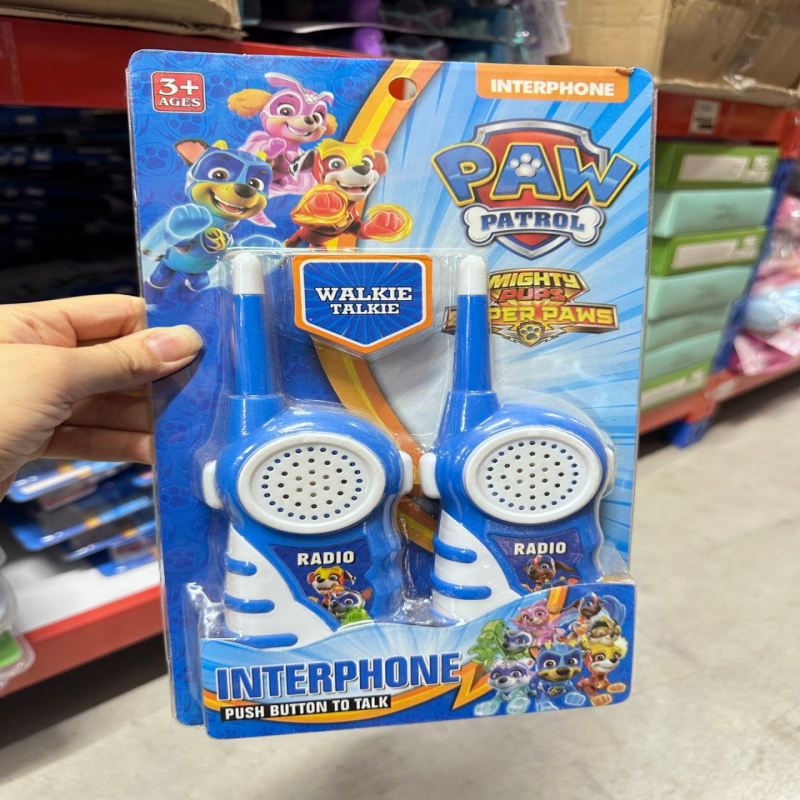 3+
AGES
INTERPHONE
PAW
PATROL
MIGHTY
PUPS
SUPER PAWS
WALKIE
TALKIE
RADIO
RADIO
INTERPHONE
PUSH BUTTON TO TALK